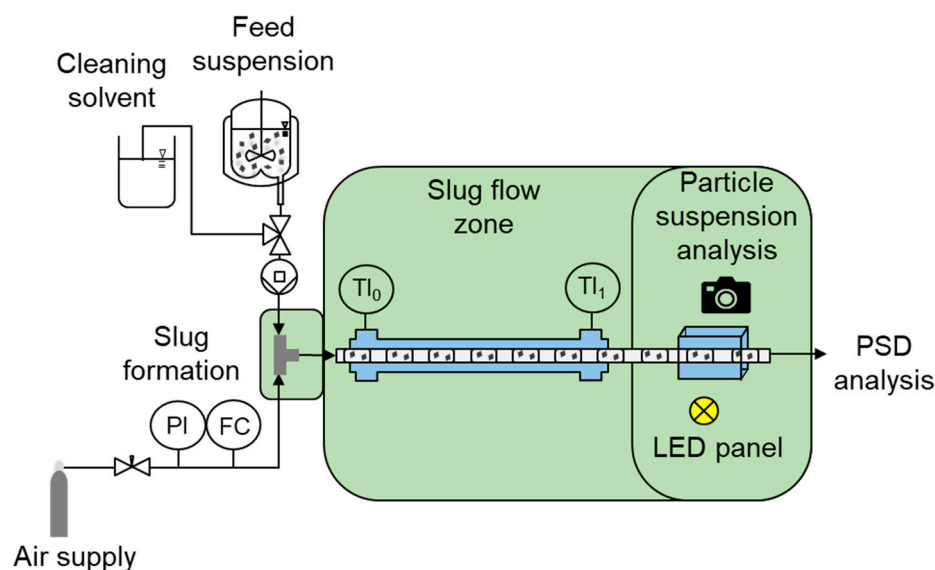 Feed
suspension
Cleaning
solvent
Slug flow
zone
Particle
suspension
analysis
TI₀
TI₁
Slug
formation
PSD
analysis
PI
FC
LED panel
Air supply